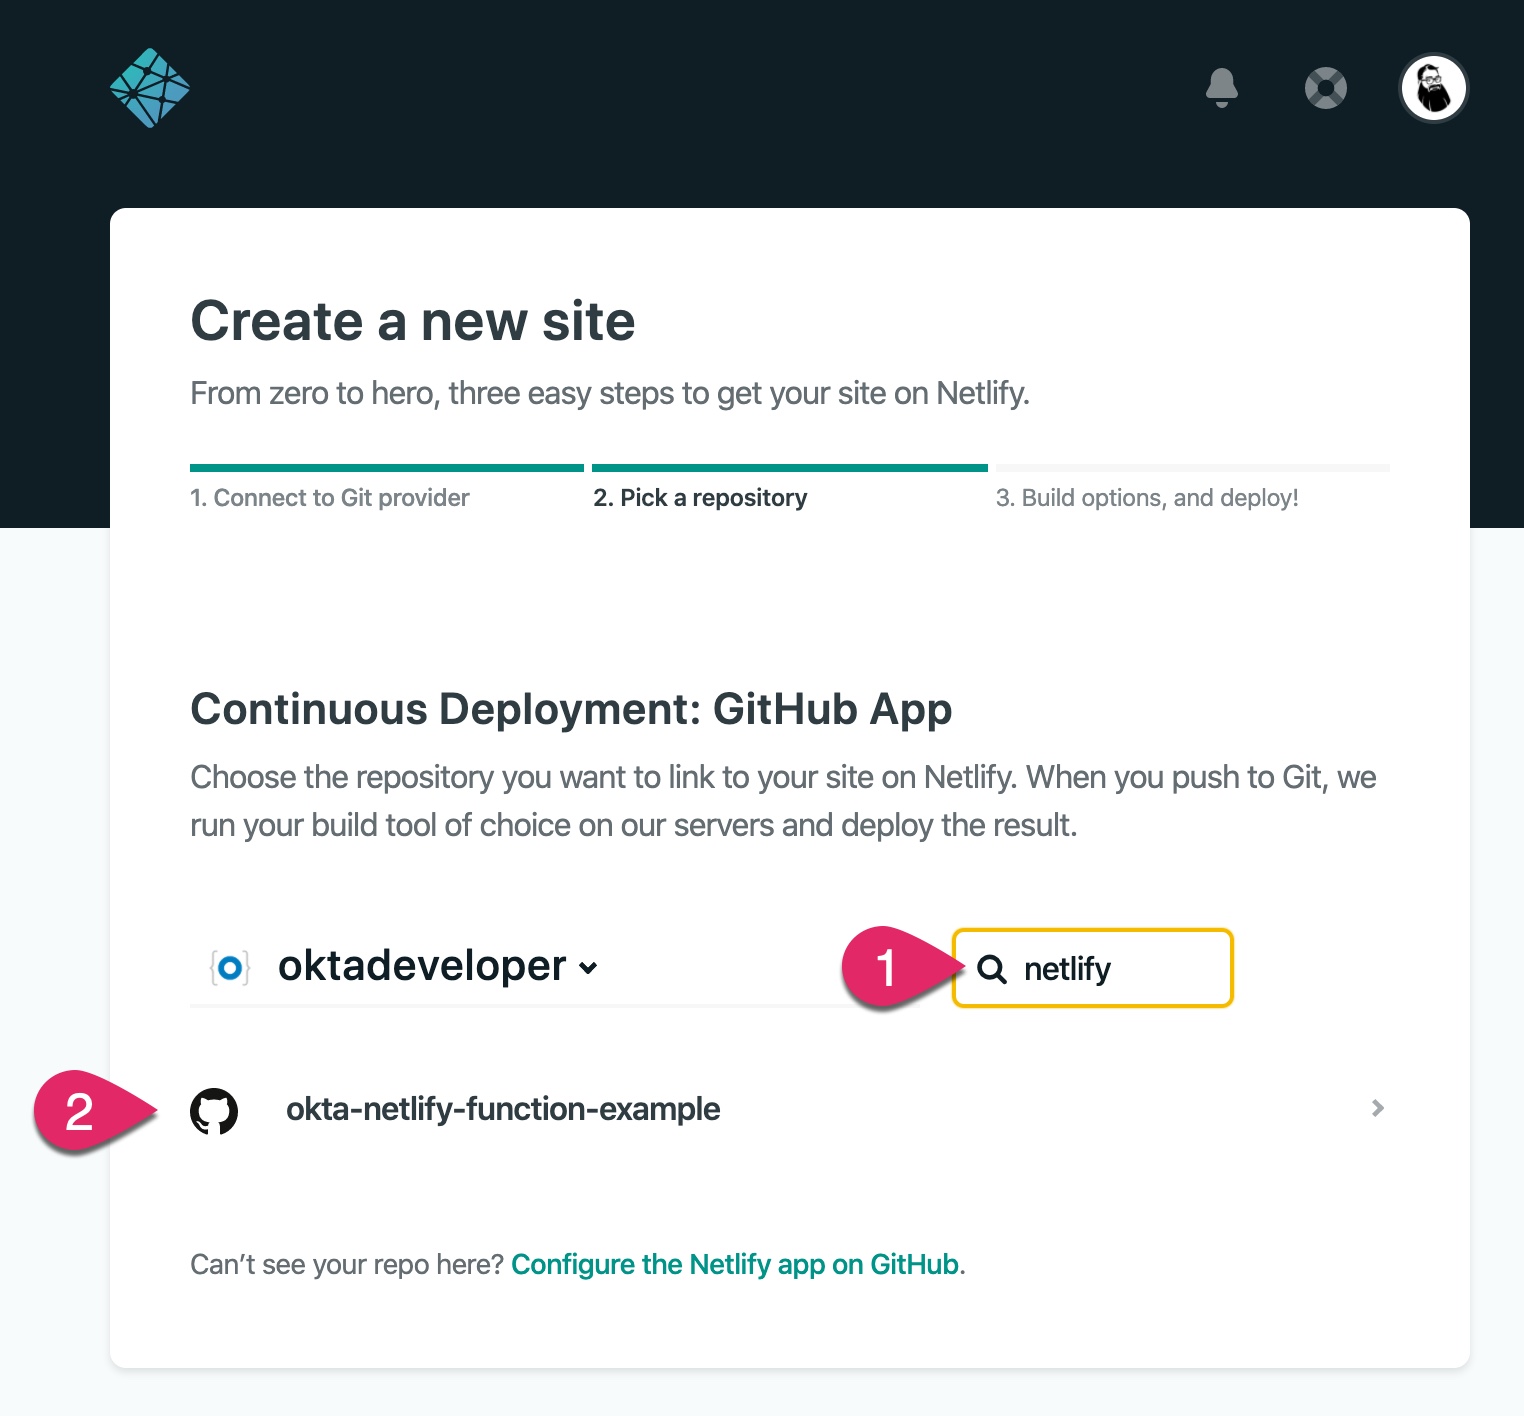 Create a new site
From zero to hero, three easy steps to get your site on Netlify.
1. Connect to Git provider
2. Pick a repository
3. Build options, and deploy!
Continuous Deployment: GitHub App
Choose the repository you want to link to your site on Netlify. When you push to Git, we
run your build tool of choice on our servers and deploy the result.
oktadeveloper
1
netlify
2
okta-netlify-function-example
Can’t see your repo here? Configure the Netlify app on GitHub.